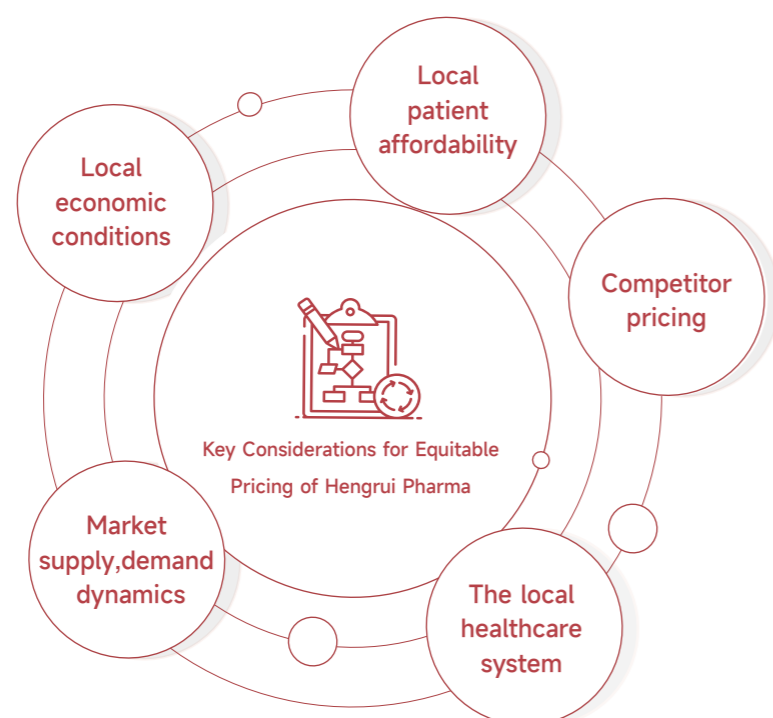 Local
patient
affordability
Local
economic
conditions
Competitor
pricing
Key Considerations for Equitable
Pricing of Hengrui Pharma
Market
supply,demand
dynamics
The local
healthcare
system